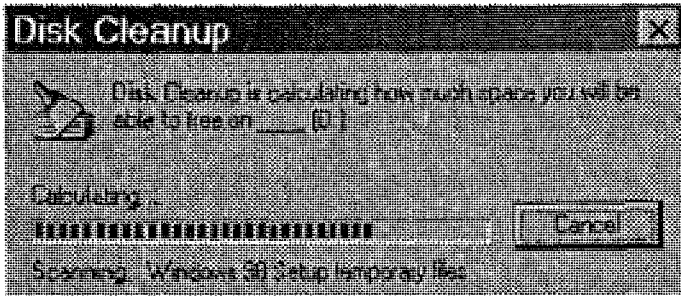 Disk Cleanup
Disk Cleanup is calculating how much space you will be
able to free on ____ (D:)
Calculating...
Cancel
Scanning: Windows Setup temporary files